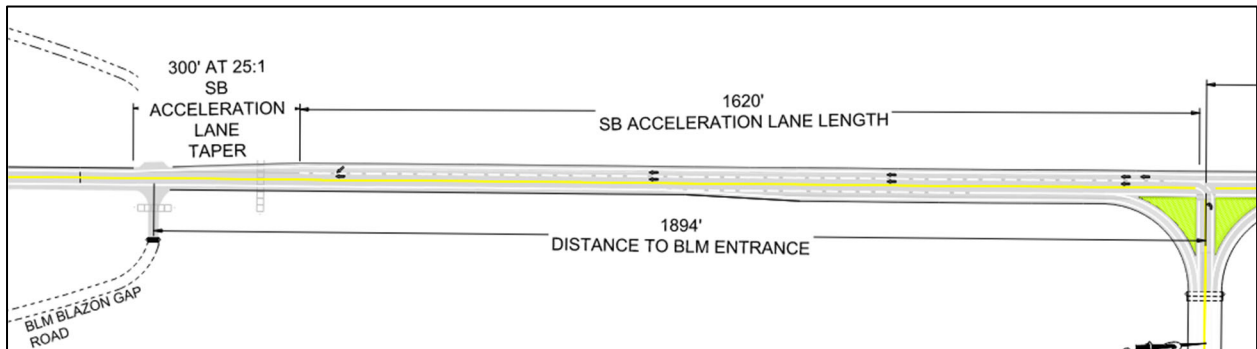 300' AT 25:1
SB
ACCELERATION
LANE
TAPER
1620'
SB ACCELERATION LANE LENGTH
1894'
DISTANCE TO BLM ENTRANCE
BLM BLAZON GAP
ROAD